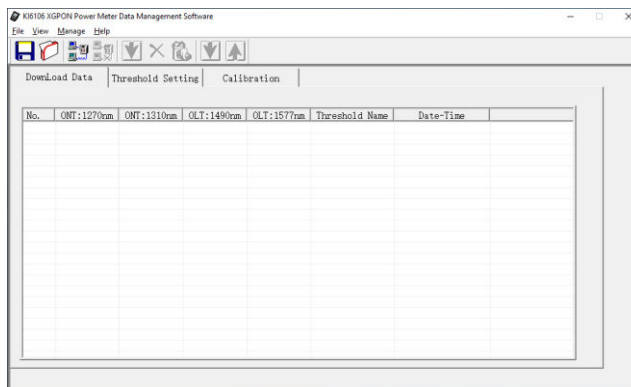 KI6106 XGPON Power Meter Data Management Software
File View Manage Help
DownLoad Data Threshold Setting Calibration
No. ONT:1270nm ONT:1310nm OLT:1490nm OLT:1577nm Threshold Name Date-Time